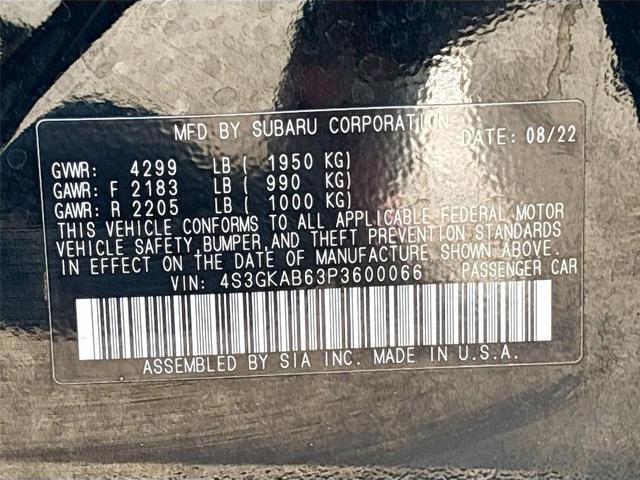 MFD BY SUBARU CORPORATION DATE: 08/22
GVWR: 4299 LB ( 1950 KG)
GAWR: F 2183 LB ( 990 KG)
GAWR: R 2205 LB ( 1000 KG)
THIS VEHICLE CONFORMS TO ALL APPLICABLE FEDERAL MOTOR
VEHICLE SAFETY, BUMPER, AND THEFT PREVENTION STANDARDS
IN EFFECT ON THE DATE OF MANUFACTURE SHOWN ABOVE.
VIN: 4S3GKAB63P3600066 PASSENGER CAR
ASSEMBLED BY SIA INC. MADE IN U.S.A.